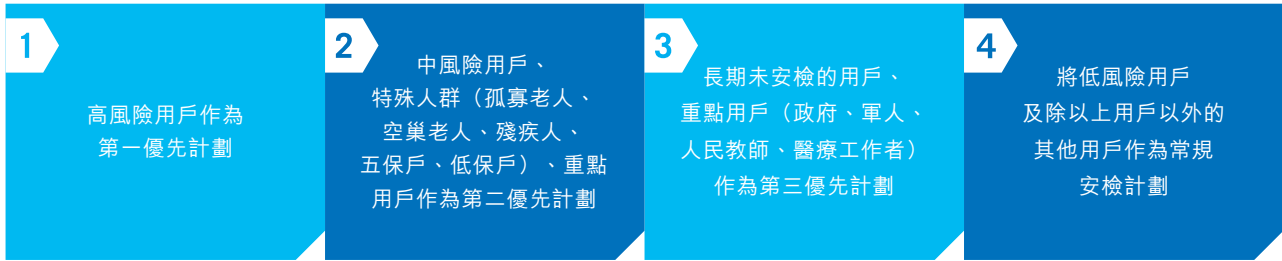 1
高風險用戶作為
第一優先計劃
2
中風險用戶、
特殊人群（孤寡老人、
空巢老人、殘疾人、
五保戶、低保戶）、重點
用戶作為第二優先計劃
3
長期未安檢的用戶、
重點用戶（政府、軍人、
人民教師、醫療工作者）
作為第三優先計劃
4
將低風險用戶
及除以上用戶以外的
其他用戶作為常規
安檢計劃